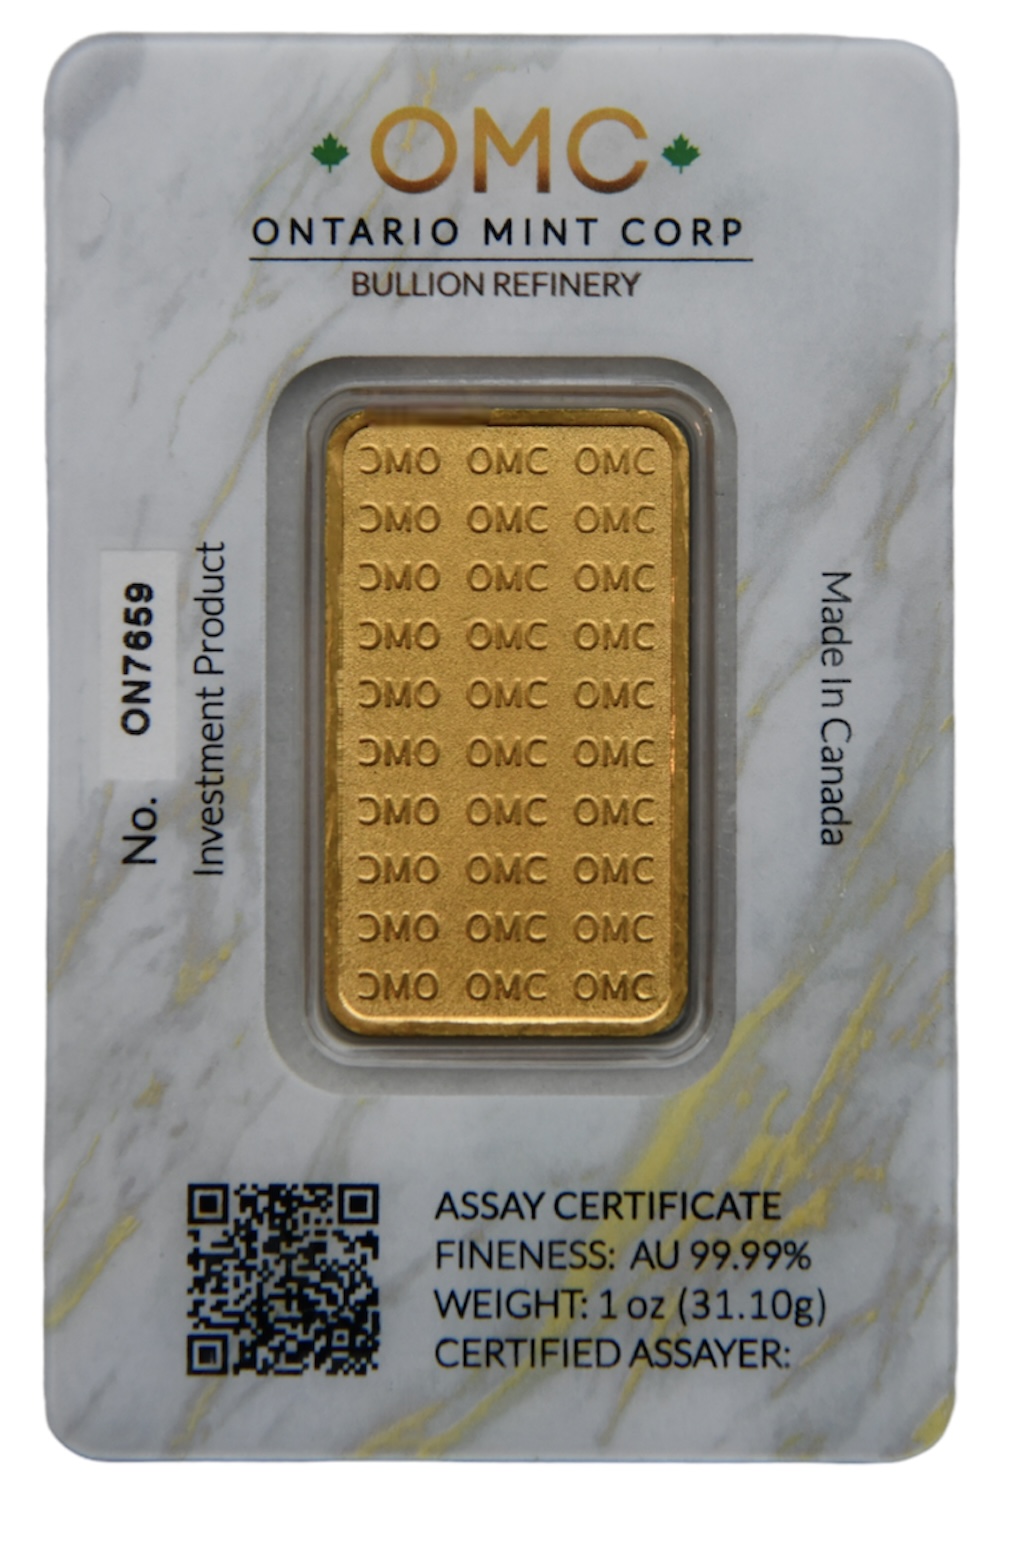 OMC
ONTARIO MINT CORP
BULLION REFINERY
OMC OMC OMC
OMC OMC OMC
OMC OMC OMC
OMC OMC OMC
OMC OMC OMC
OMC OMC OMC
OMC OMC OMC
OMC OMC OMC
OMC OMC OMC
OMC OMC OMC
No. ON7659
Investment Product
Made In Canada
ASSAY CERTIFICATE
FINENESS: AU 99.99%
WEIGHT: 1 oz (31.10g)
CERTIFIED ASSAYER: